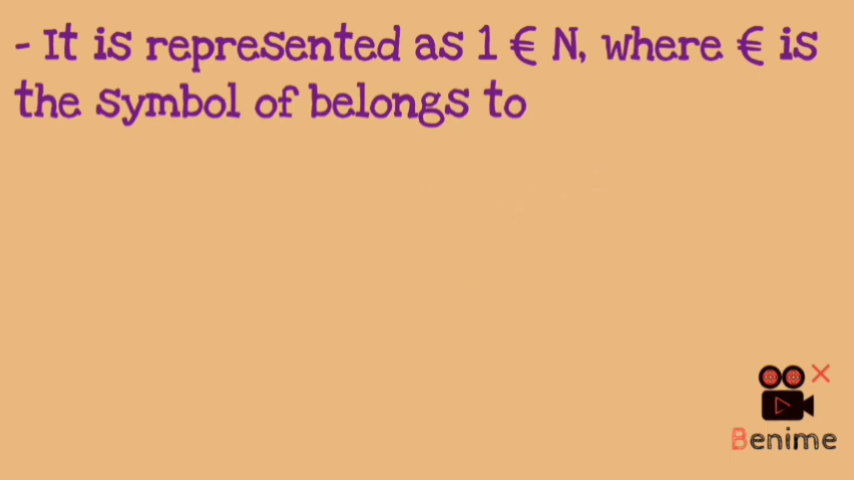 - It is represented as 1 € N, where € is
the symbol of belongs to
Benime